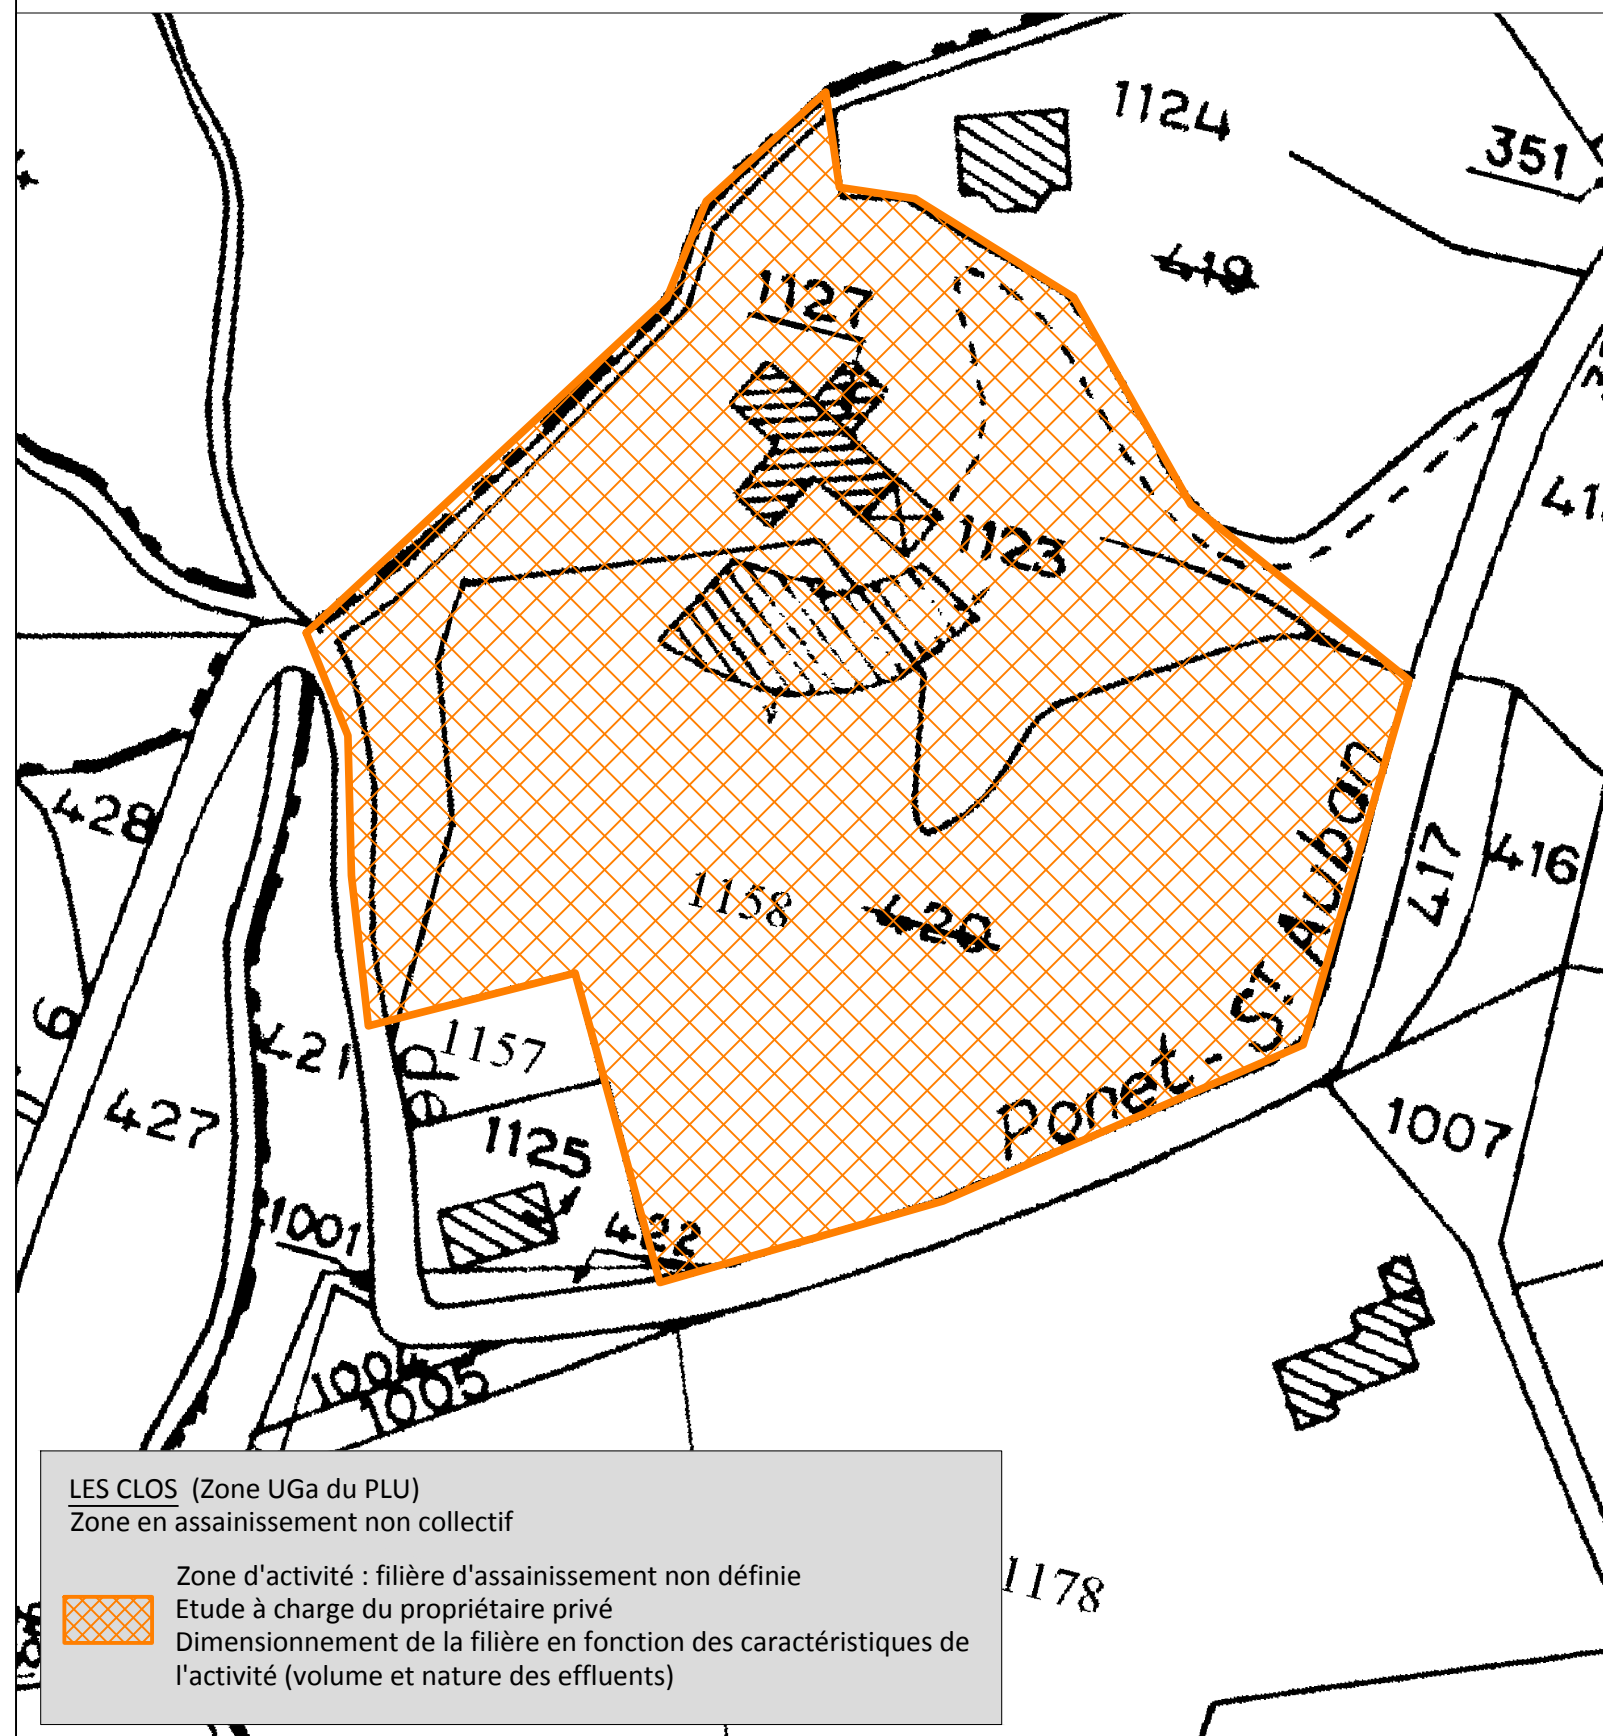 1124
351
419
1127
1123
417
416
428
1158
420
Ponet - St Auban
6
421
de
1157
427
1125
1007
1001
422
1004
1005
LES CLOS (Zone UGa du PLU)
Zone en assainissement non collectif
Zone d'activité : filière d'assainissement non définie
Etude à charge du propriétaire privé
Dimensionnement de la filière en fonction des caractéristiques de
l'activité (volume et nature des effluents)
1178